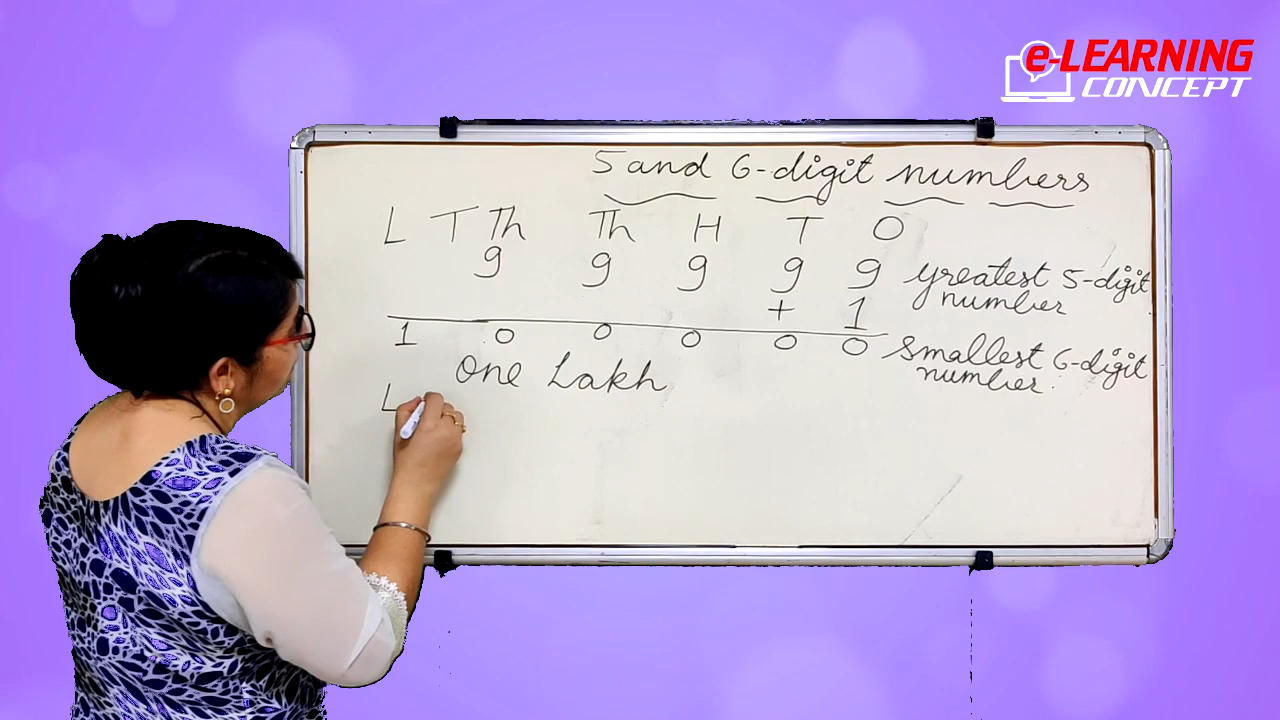 e-LEARNING
CONCEPT
5 and 6-digit numbers
L T Th Th H T O
9 9 9 9 9 greatest 5-digit
number
+ 1
1 0 0 0 0 0 smallest 6-digit
number.
One Lakh
L